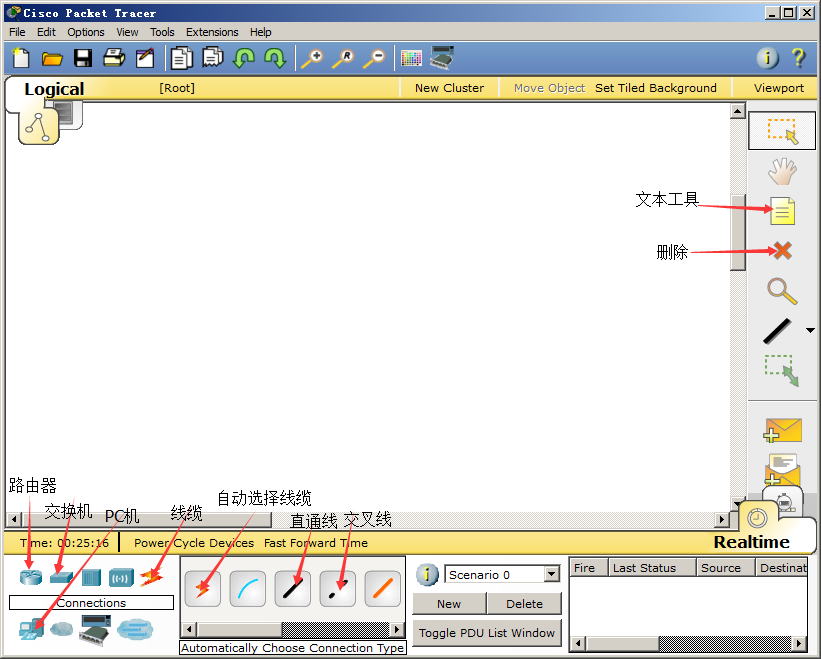 Cisco Packet Tracer
File Edit Options View Tools Extensions Help
Logical [Root] New Cluster Move Object Set Tiled Background Viewport
文本工具
删除
路由器
交换机
PC机
线缆
自动选择线缆
直通线
交叉线
Time: 00:25:16 Power Cycle Devices Fast Forward Time
Realtime
Connections
Automatically Choose Connection Type
Scenario 0
New Delete
Toggle PDU List Window
Fire Last Status Source Destinat